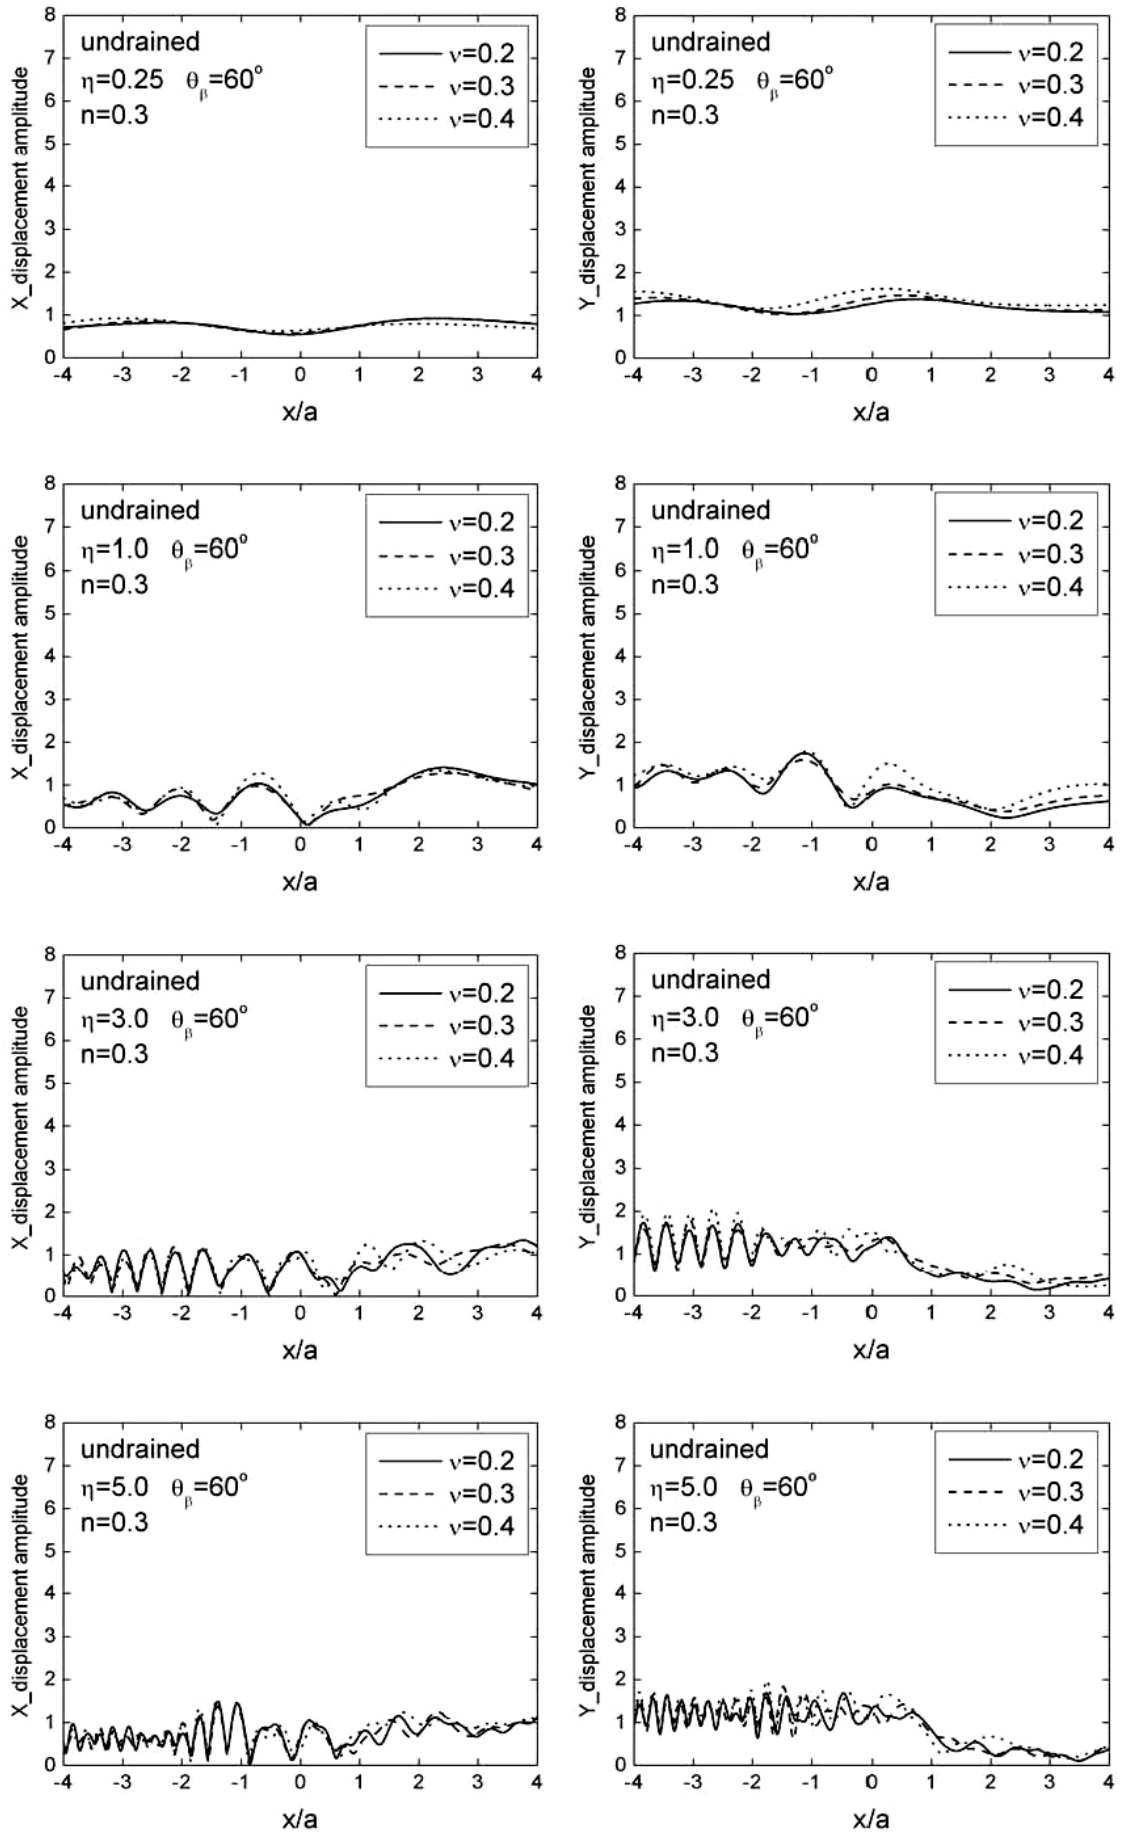 X_displacement amplitude
8
7
6
5
4
3
2
1
0
undrained
η=0.25 θβ=60°
n=0.3
ν=0.2
ν=0.3
ν=0.4
-4 -3 -2 -1 0 1 2 3 4
x/a
Y_displacement amplitude
8
7
6
5
4
3
2
1
0
undrained
η=0.25 θβ=60°
n=0.3
ν=0.2
ν=0.3
ν=0.4
-4 -3 -2 -1 0 1 2 3 4
x/a
X_displacement amplitude
8
7
6
5
4
3
2
1
0
undrained
η=1.0 θβ=60°
n=0.3
ν=0.2
ν=0.3
ν=0.4
-4 -3 -2 -1 0 1 2 3 4
x/a
Y_displacement amplitude
8
7
6
5
4
3
2
1
0
undrained
η=1.0 θβ=60°
n=0.3
ν=0.2
ν=0.3
ν=0.4
-4 -3 -2 -1 0 1 2 3 4
x/a
X_displacement amplitude
8
7
6
5
4
3
2
1
0
undrained
η=3.0 θβ=60°
n=0.3
ν=0.2
ν=0.3
ν=0.4
-4 -3 -2 -1 0 1 2 3 4
x/a
Y_displacement amplitude
8
7
6
5
4
3
2
1
0
undrained
η=3.0 θβ=60°
n=0.3
ν=0.2
ν=0.3
ν=0.4
-4 -3 -2 -1 0 1 2 3 4
x/a
X_displacement amplitude
8
7
6
5
4
3
2
1
0
undrained
η=5.0 θβ=60°
n=0.3
ν=0.2
ν=0.3
ν=0.4
-4 -3 -2 -1 0 1 2 3 4
x/a
Y_displacement amplitude
8
7
6
5
4
3
2
1
0
undrained
η=5.0 θβ=60°
n=0.3
ν=0.2
ν=0.3
ν=0.4
-4 -3 -2 -1 0 1 2 3 4
x/a